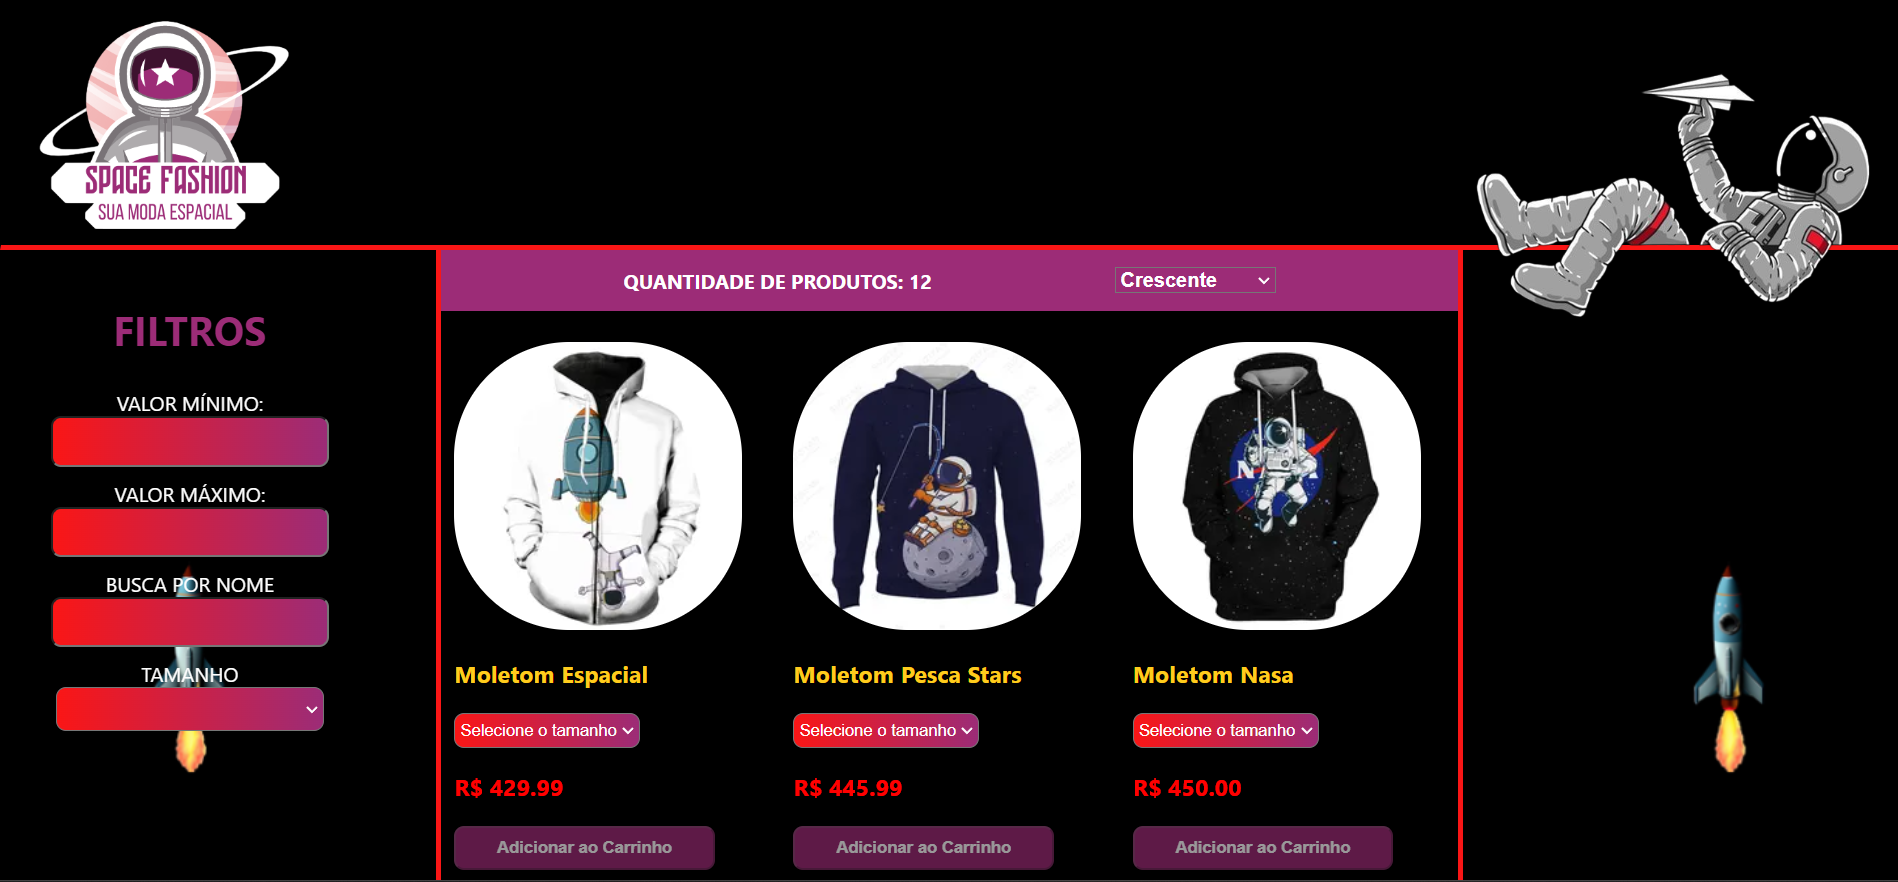 SPACE FASHION
SUA MODA ESPACIAL
QUANTIDADE DE PRODUTOS: 12
Crescente
FILTROS
VALOR MÍNIMO:
VALOR MÁXIMO:
BUSCA POR NOME
TAMANHO
NASA
Moletom Espacial
Moletom Pesca Stars
Moletom Nasa
Selecione o tamanho
Selecione o tamanho
Selecione o tamanho
R$ 429.99
R$ 445.99
R$ 450.00
Adicionar ao Carrinho
Adicionar ao Carrinho
Adicionar ao Carrinho